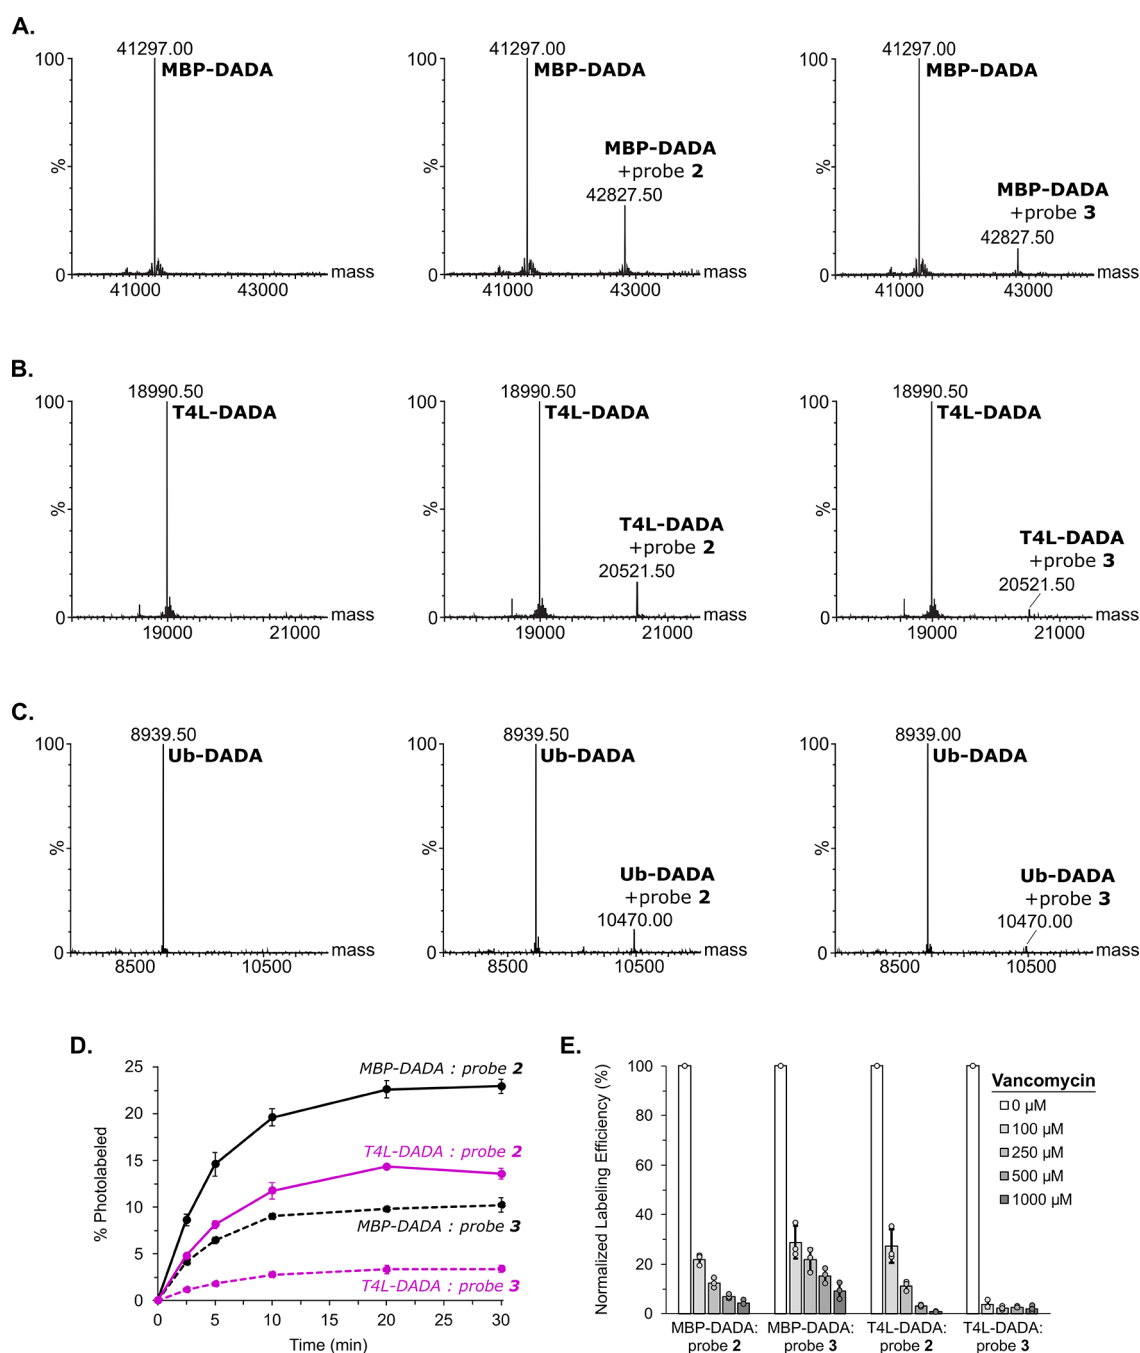 A.
41297.00
MBP-DADA
100
%
0
41000
43000
mass
41297.00
MBP-DADA
MBP-DADA
+probe 2
42827.50
100
%
0
41000
43000
mass
41297.00
MBP-DADA
MBP-DADA
+probe 3
42827.50
100
%
0
41000
43000
mass
B.
18990.50
T4L-DADA
100
%
0
19000
21000
mass
18990.50
T4L-DADA
T4L-DADA
+probe 2
20521.50
100
%
0
19000
21000
mass
18990.50
T4L-DADA
T4L-DADA
+probe 3
20521.50
100
%
0
19000
21000
mass
C.
8939.50
Ub-DADA
100
%
0
8500
10500
mass
8939.50
Ub-DADA
Ub-DADA
+probe 2
10470.00
100
%
0
8500
10500
mass
8939.00
Ub-DADA
Ub-DADA
+probe 3
10470.00
100
%
0
8500
10500
mass
D.
% Photolabeled
25
20
15
10
5
0
MBP-DADA : probe 2
T4L-DADA : probe 2
MBP-DADA : probe 3
T4L-DADA : probe 3
0 5 10 15 20 25 30
Time (min)
E.
Normalized Labeling Efficiency (%)
100
80
60
40
20
0
Vancomycin
0 µM
100 µM
250 µM
500 µM
1000 µM
MBP-DADA:
probe 2
MBP-DADA:
probe 3
T4L-DADA:
probe 2
T4L-DADA:
probe 3